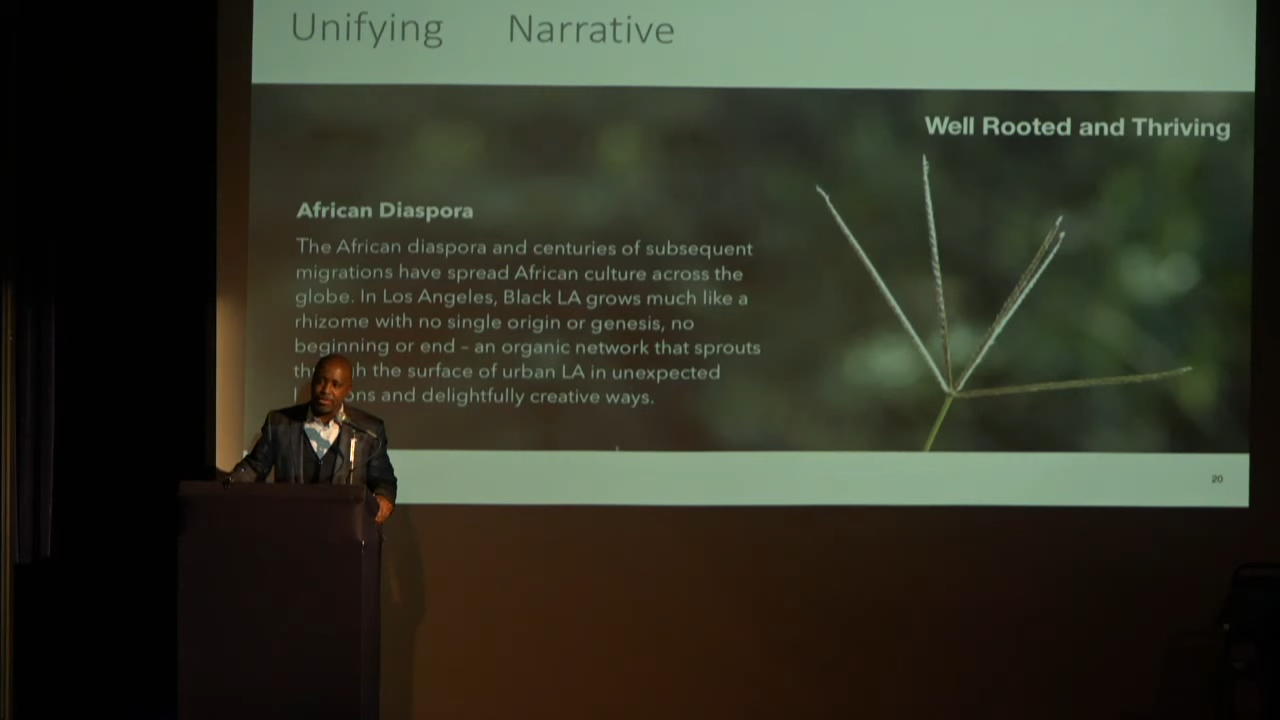 Unifying Narrative
Well Rooted and Thriving
African Diaspora
The African diaspora and centuries of subsequent
migrations have spread African culture across the
globe. In Los Angeles, Black LA grows much like a
rhizome with no single origin or genesis, no
beginning or end – an organic network that sprouts
the surface of urban LA in unexpected
and delightfully creative ways.
20